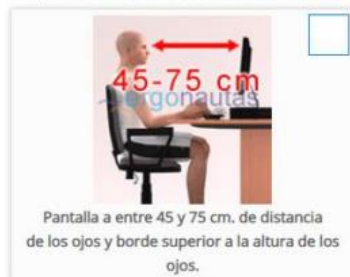 45-75 cm
ergonautas
Pantalla a entre 45 y 75 cm. de distancia
de los ojos y borde superior a la altura de los
ojos.